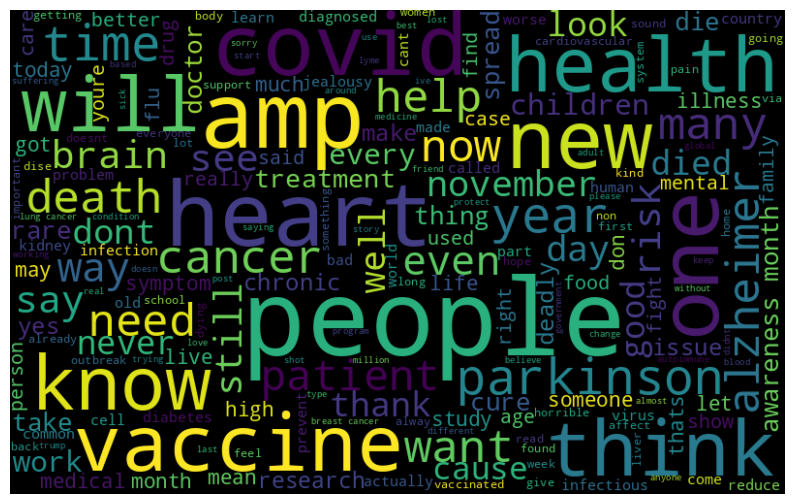 care
getting
better
body
learn
diagnosed
women
best
lost
covid
look
die
worse
sound
country
time
drug
sorry
use
cant
spread
cardiovascular
going
today
youre
doctor
start
lyme
ive
find
health
system
pain
based
suffering
flu
support
much
jealousy
around
help
children
illness
via
will
sick
medicine
case
amp
got
doesnt
everyone
lot
see
said
make
made
now
new
many
brain
called
adult
kind
global
dise
problem
really
every
november
human
mental
died
family
important
death
treatment
thing
friend
please
lung cancer
condition
saying
something
heart
well
used
don
non
first
home
rare
dont
kidney
cancer
story
protect
year
risk
one
alzheimer
working
infection
bad
world
even
part
hope
day
good
keep
may
way
symptom
chronic
life
doesn
post
long
food
fight
without
say
real
old
school
dying
still
people
right
deadly
issue
awareness month
yes
need
already
love
government
didnt
never
live
program
change
blood
outbreak
trying
shot
million
believe
autoimmune
person
know
patient
parkinson
type
high
thank
cure
someone
almost
let
take
cell
diabetes
prevent
breast cancer
alway
study
age
horrible
virus
thats
show
common
vaccine
different
affect
back
trump
last
feel
want
think
read
found
liver
work
cause
week
anyone
medical
month
mean
research
actually
vaccinated
give
infectious
come
reduce